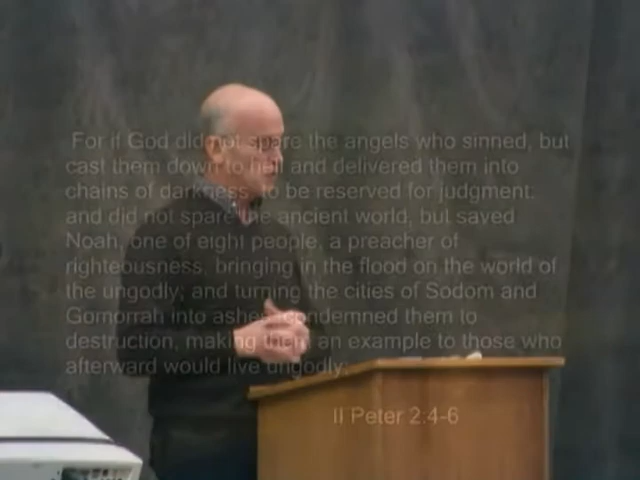 For if God did not spare the angels who sinned, but
cast them down to hell and delivered them into
chains of darkness, to be reserved for judgment;
and did not spare the ancient world, but saved
Noah, one of eight people, a preacher of
righteousness, bringing in the flood on the world of
the ungodly; and turning the cities of Sodom and
Gomorrah into ashes, condemned them to
destruction, making them an example to those who
afterward would live ungodly;
II Peter 2:4-6